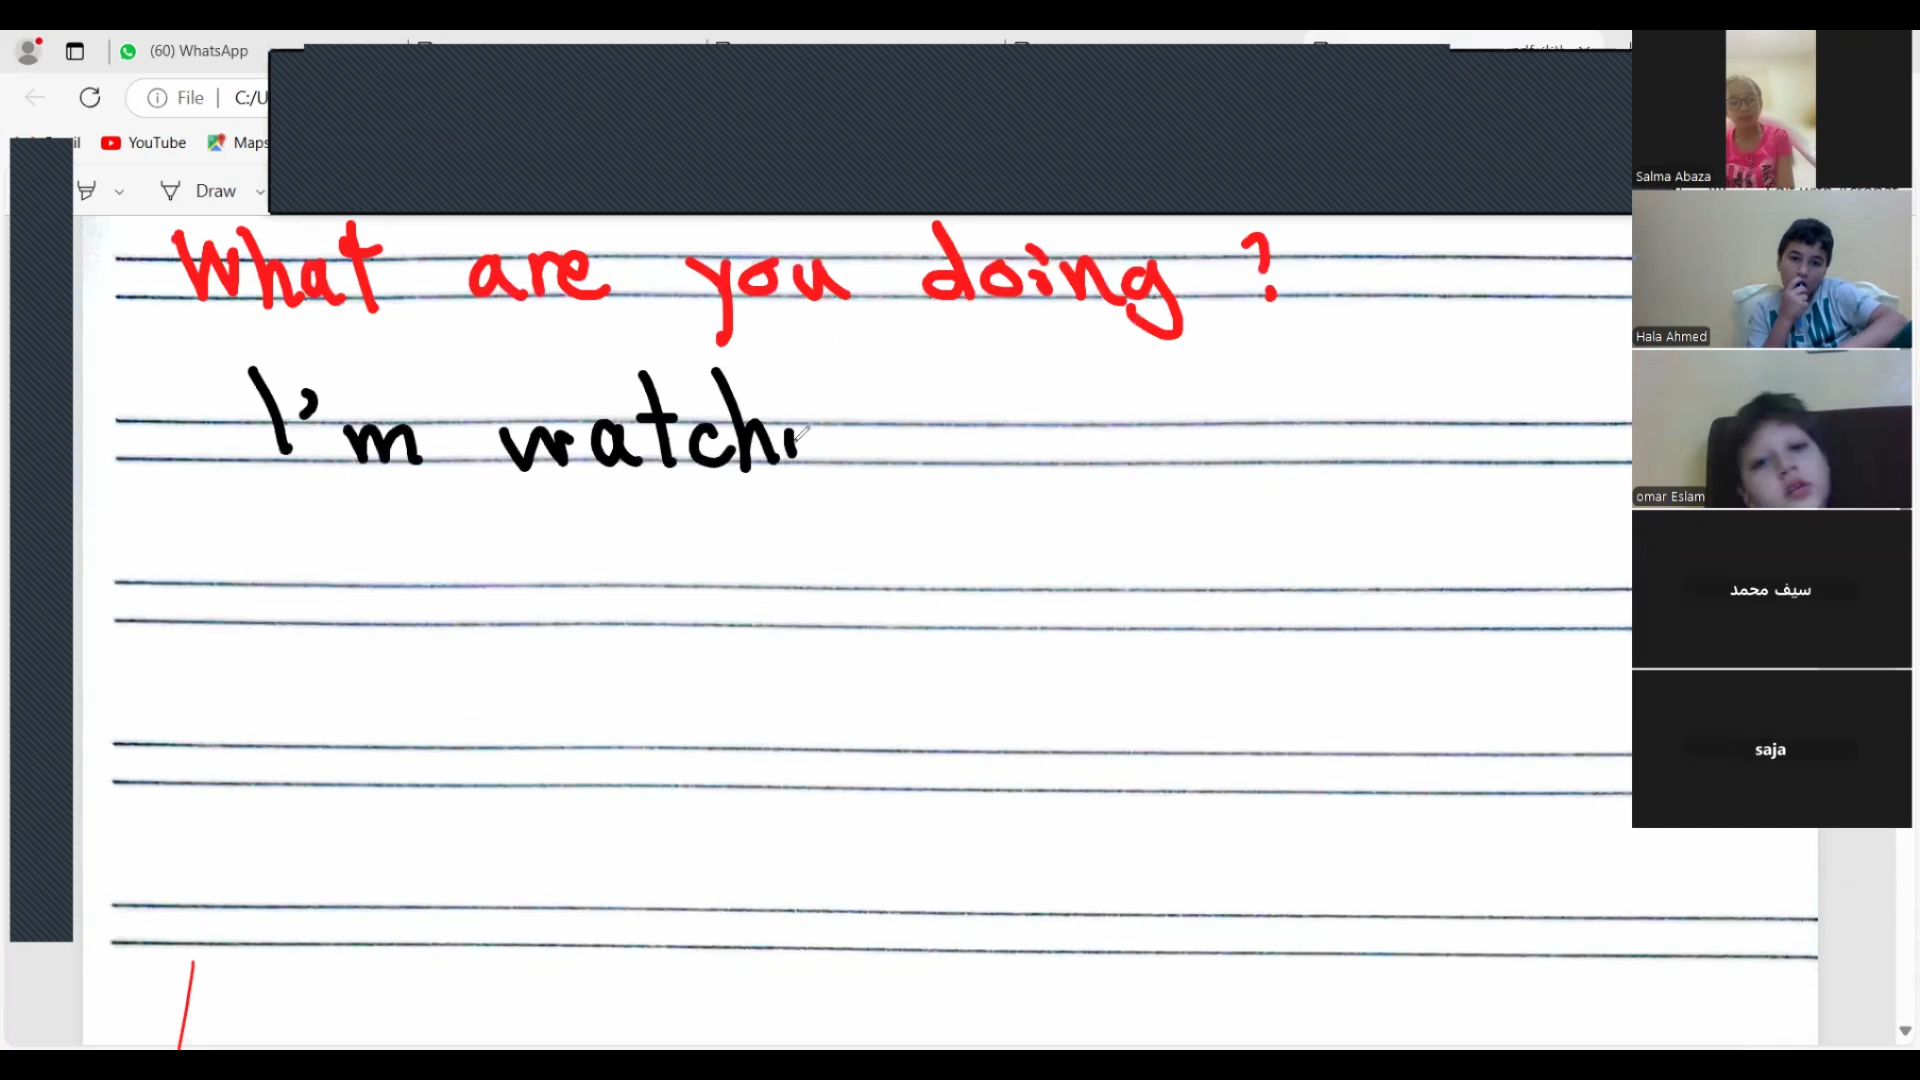 (60) WhatsApp
File C:/U
YouTube Maps
Draw
What are you doing?
I'm watchi
Salma Abaza
Hala Ahmed
omar Eslam
سيف محمد
saja